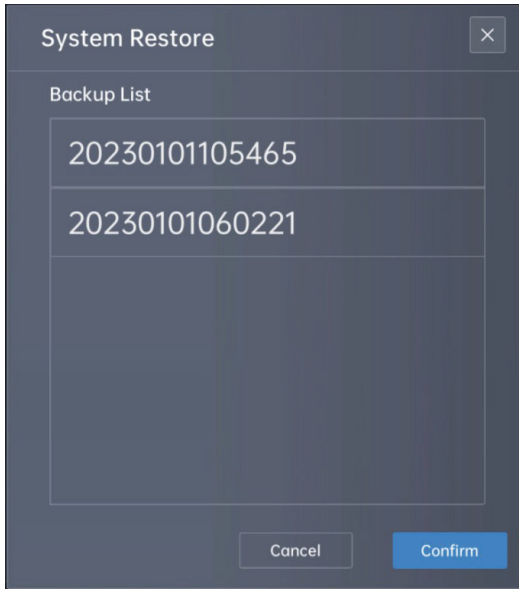 System Restore
Backup List
20230101105465
20230101060221
Cancel
Confirm